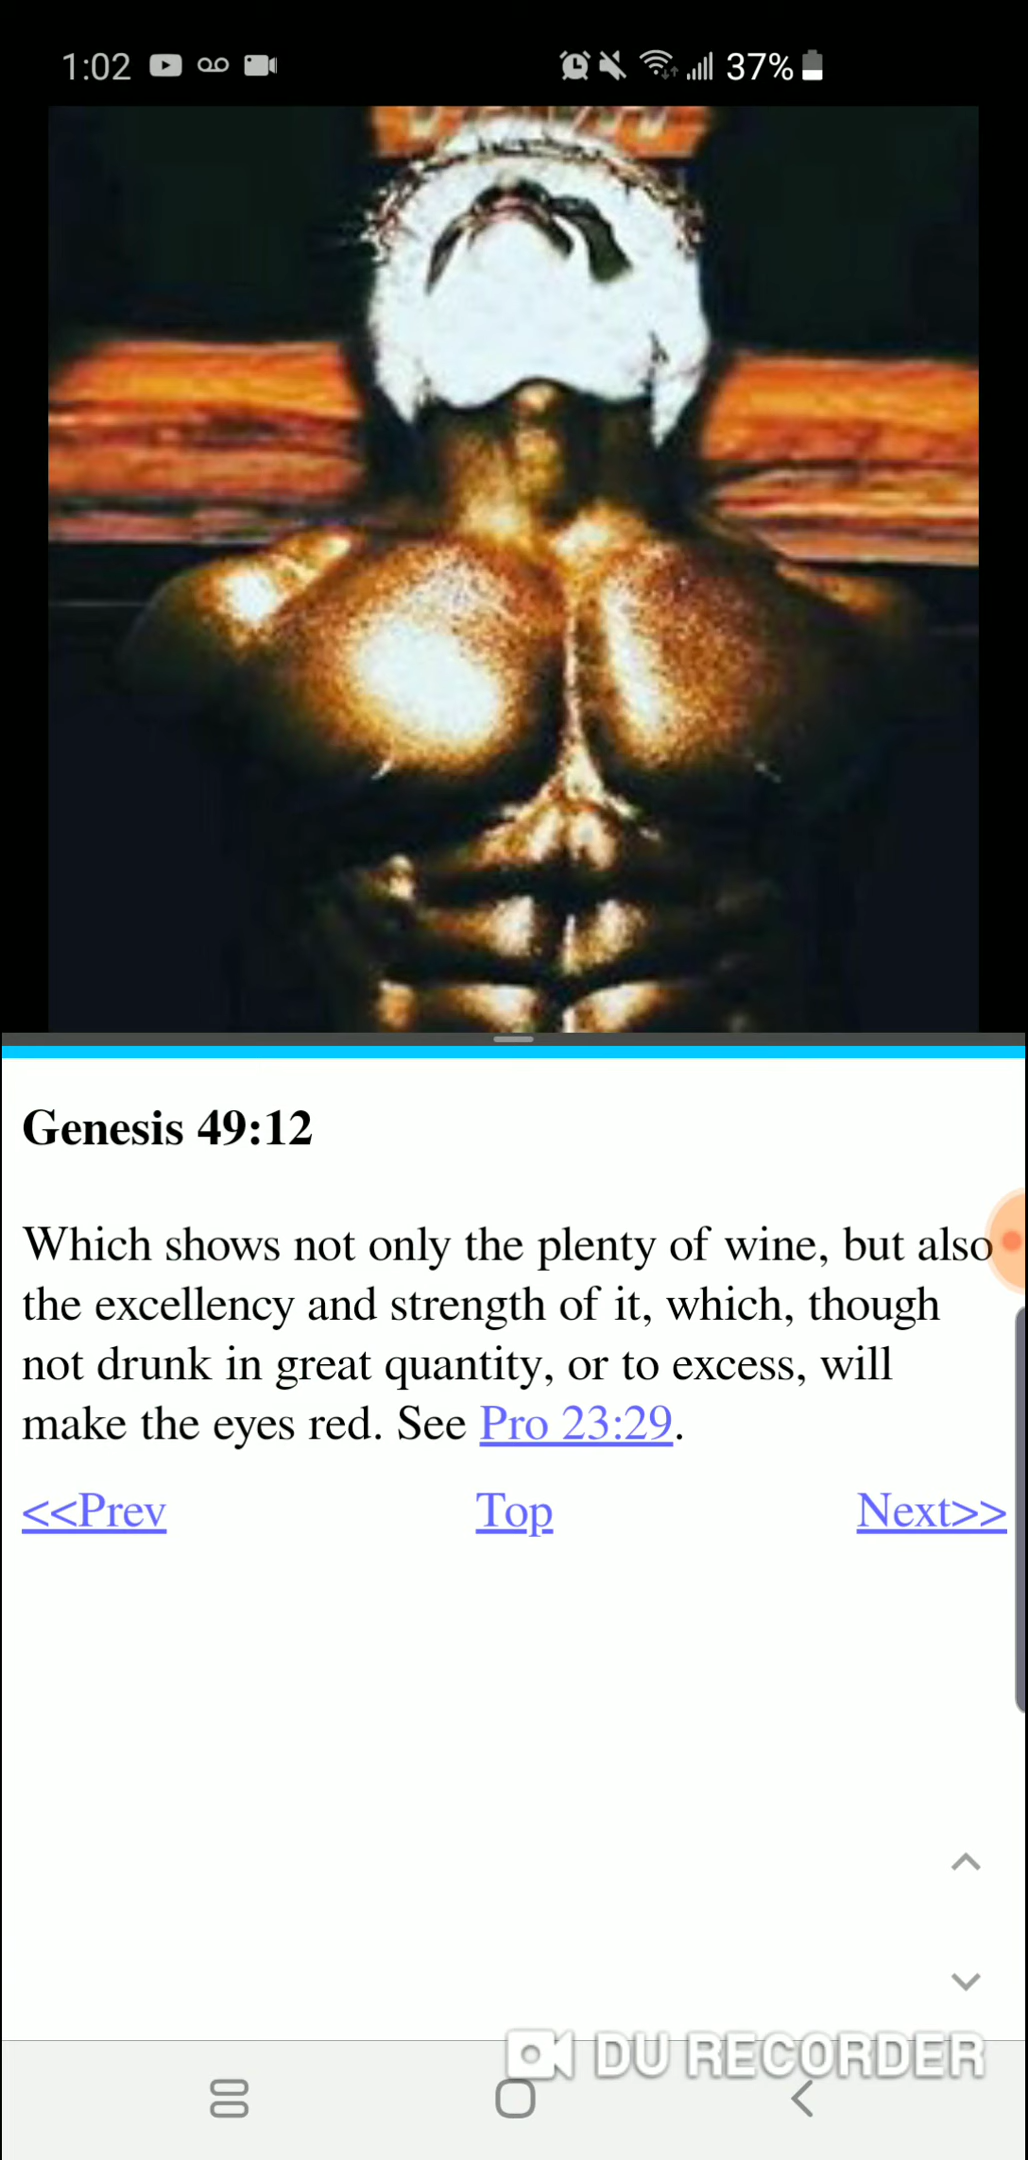 1:02
37%
Genesis 49:12
Which shows not only the plenty of wine, but also
the excellency and strength of it, which, though
not drunk in great quantity, or to excess, will
make the eyes red. See Pro 23:29.
<<Prev Top Next>>
DU RECORDER